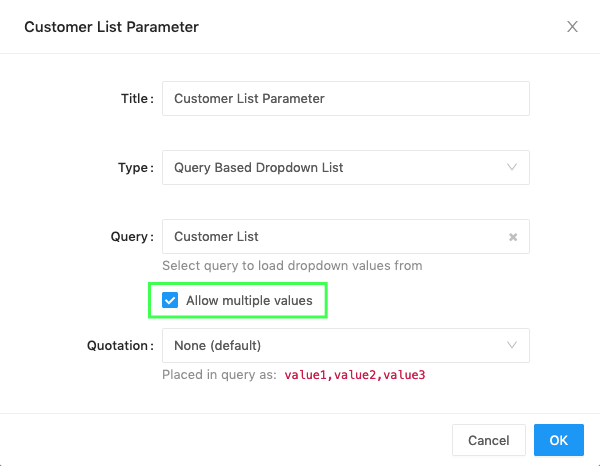 Customer List Parameter
Title: Customer List Parameter
Type: Query Based Dropdown List
Query: Customer List
Select query to load dropdown values from
Allow multiple values
Quotation: None (default)
Placed in query as: value1,value2,value3
Cancel OK